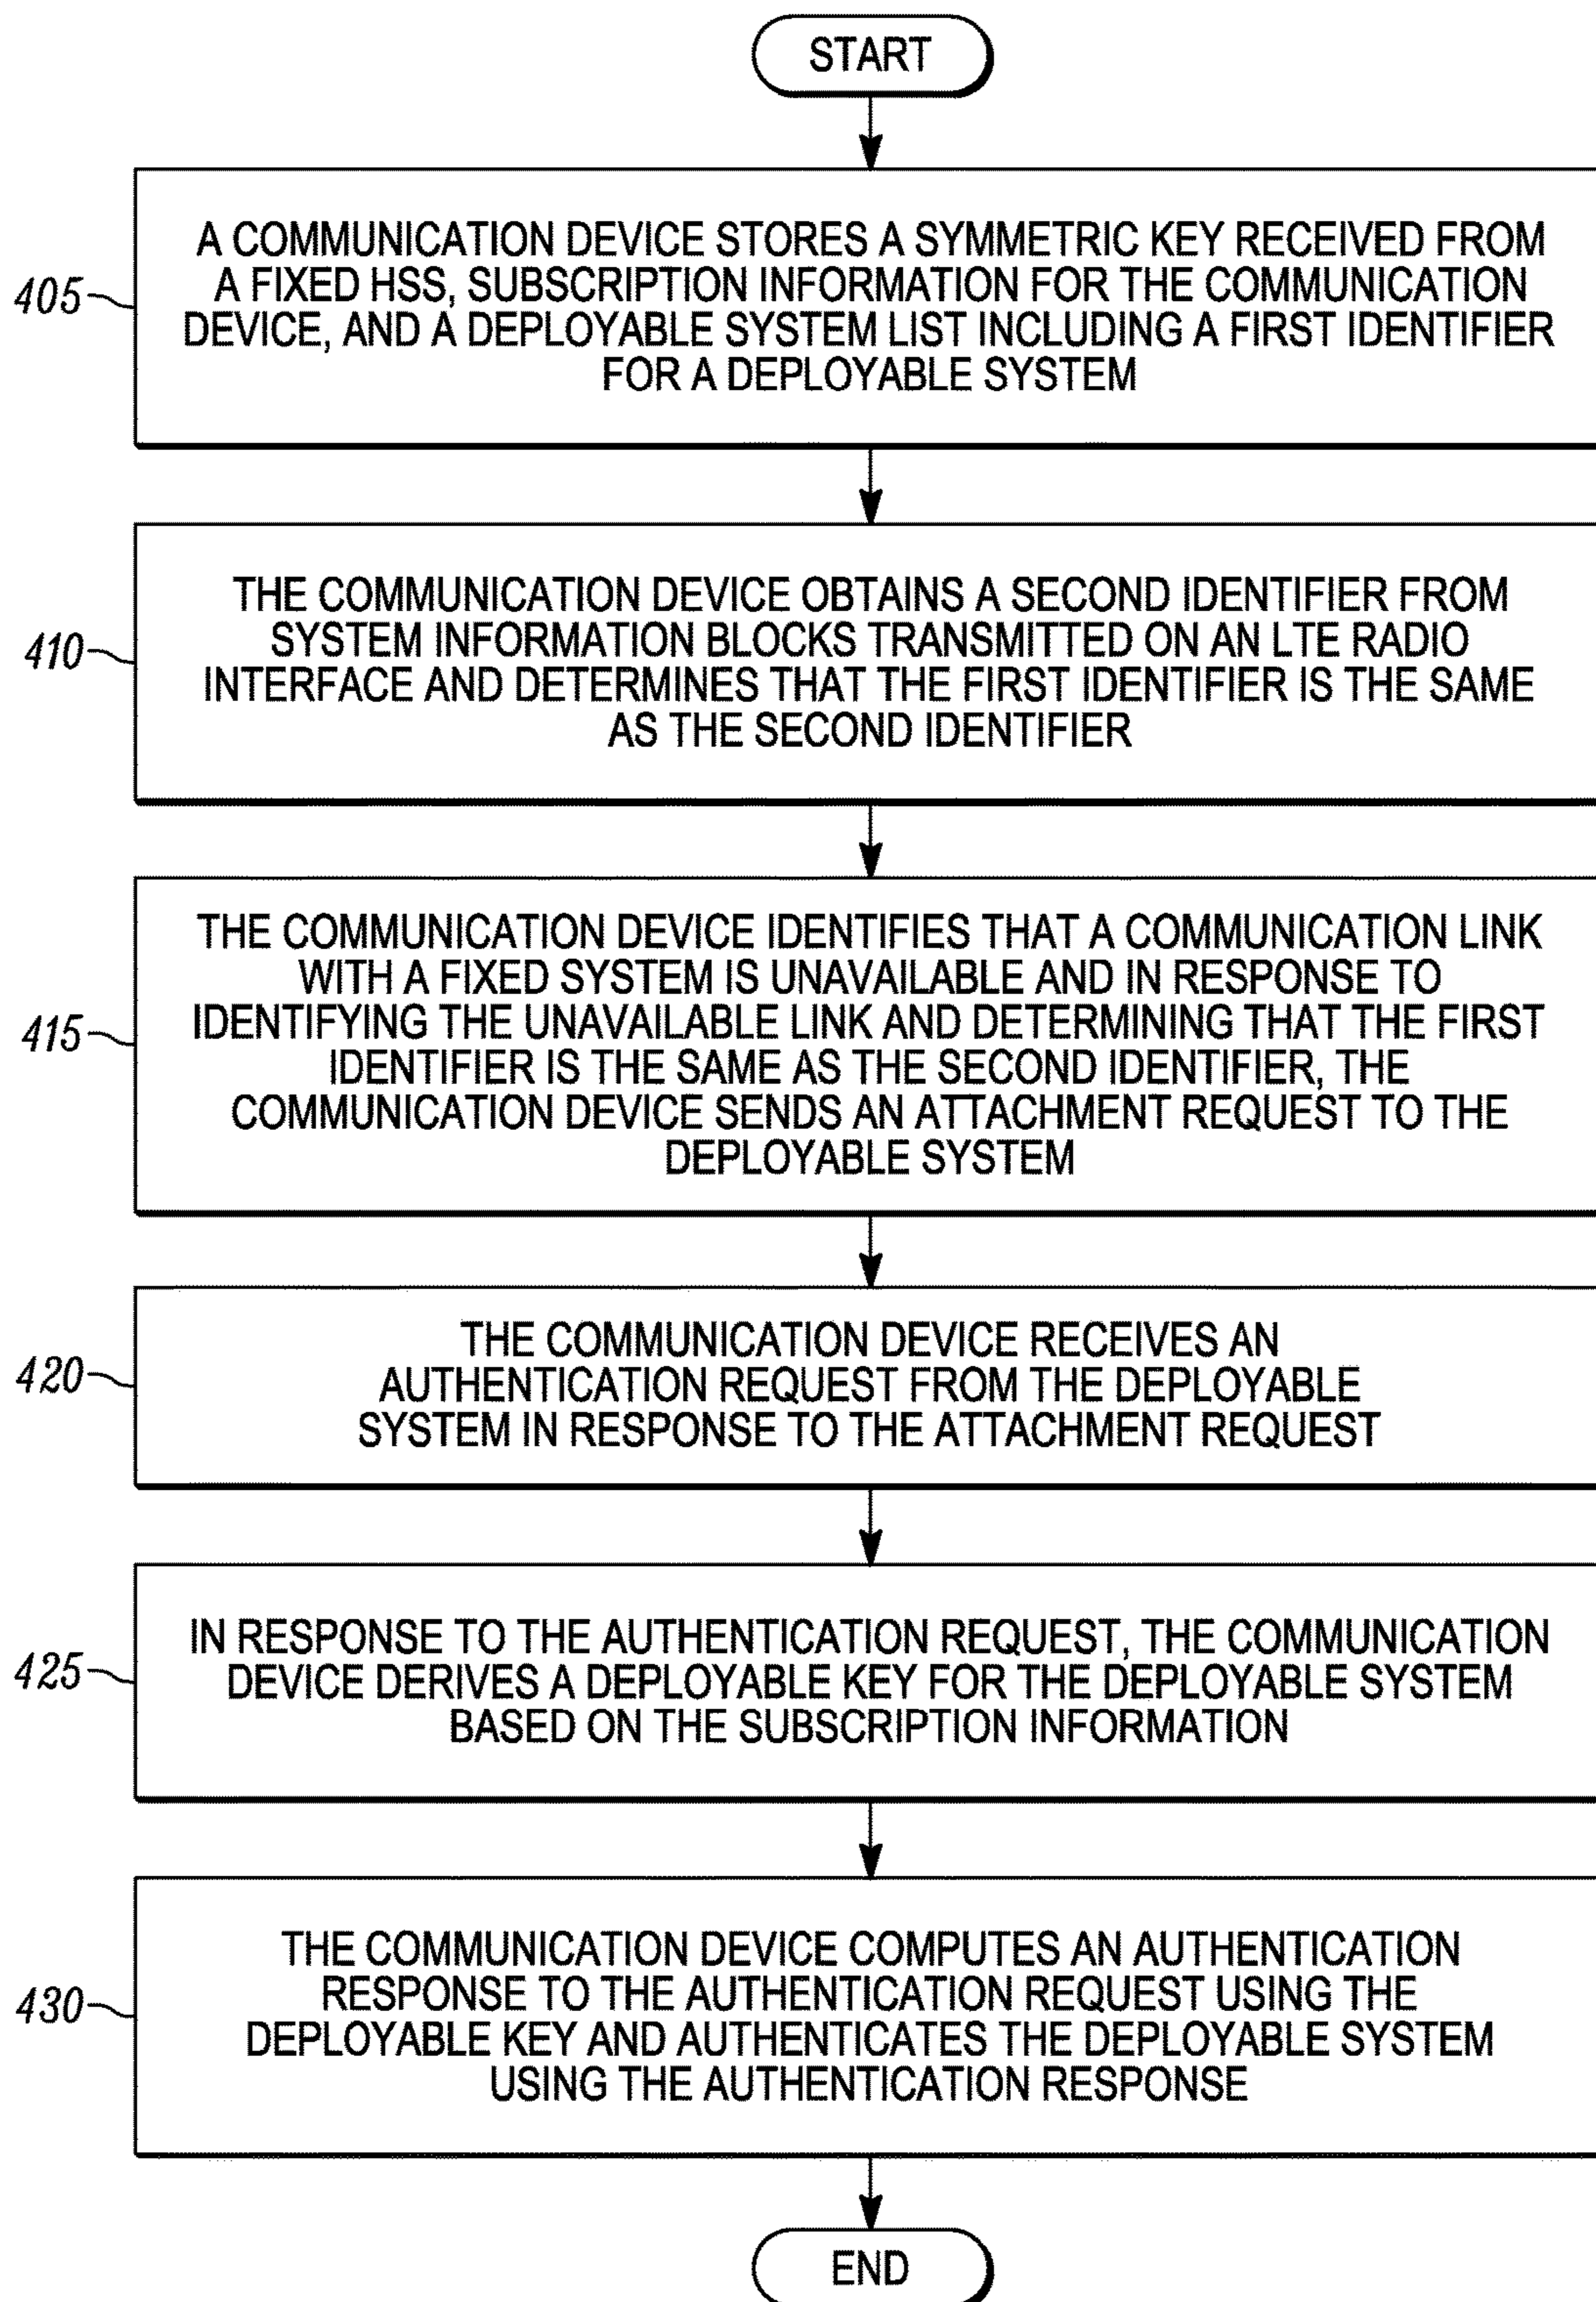 START
405
A COMMUNICATION DEVICE STORES A SYMMETRIC KEY RECEIVED FROM
A FIXED HSS, SUBSCRIPTION INFORMATION FOR THE COMMUNICATION
DEVICE, AND A DEPLOYABLE SYSTEM LIST INCLUDING A FIRST IDENTIFIER
FOR A DEPLOYABLE SYSTEM
410
THE COMMUNICATION DEVICE OBTAINS A SECOND IDENTIFIER FROM
SYSTEM INFORMATION BLOCKS TRANSMITTED ON AN LTE RADIO
INTERFACE AND DETERMINES THAT THE FIRST IDENTIFIER IS THE SAME
AS THE SECOND IDENTIFIER
415
THE COMMUNICATION DEVICE IDENTIFIES THAT A COMMUNICATION LINK
WITH A FIXED SYSTEM IS UNAVAILABLE AND IN RESPONSE TO
IDENTIFYING THE UNAVAILABLE LINK AND DETERMINING THAT THE FIRST
IDENTIFIER IS THE SAME AS THE SECOND IDENTIFIER, THE
COMMUNICATION DEVICE SENDS AN ATTACHMENT REQUEST TO THE
DEPLOYABLE SYSTEM
420
THE COMMUNICATION DEVICE RECEIVES AN
AUTHENTICATION REQUEST FROM THE DEPLOYABLE
SYSTEM IN RESPONSE TO THE ATTACHMENT REQUEST
425
IN RESPONSE TO THE AUTHENTICATION REQUEST, THE COMMUNICATION
DEVICE DERIVES A DEPLOYABLE KEY FOR THE DEPLOYABLE SYSTEM
BASED ON THE SUBSCRIPTION INFORMATION
430
THE COMMUNICATION DEVICE COMPUTES AN AUTHENTICATION
RESPONSE TO THE AUTHENTICATION REQUEST USING THE
DEPLOYABLE KEY AND AUTHENTICATES THE DEPLOYABLE SYSTEM
USING THE AUTHENTICATION RESPONSE
END